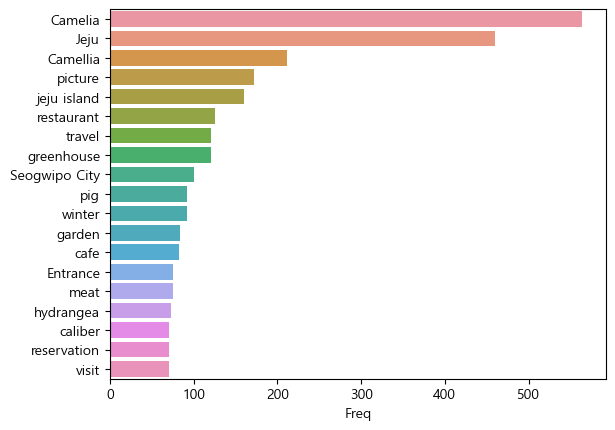 Camelia
Jeju
Camellia
picture
jeju island
restaurant
travel
greenhouse
Seogwipo City
pig
winter
garden
cafe
Entrance
meat
hydrangea
caliber
reservation
visit
0 100 200 300 400 500
Freq